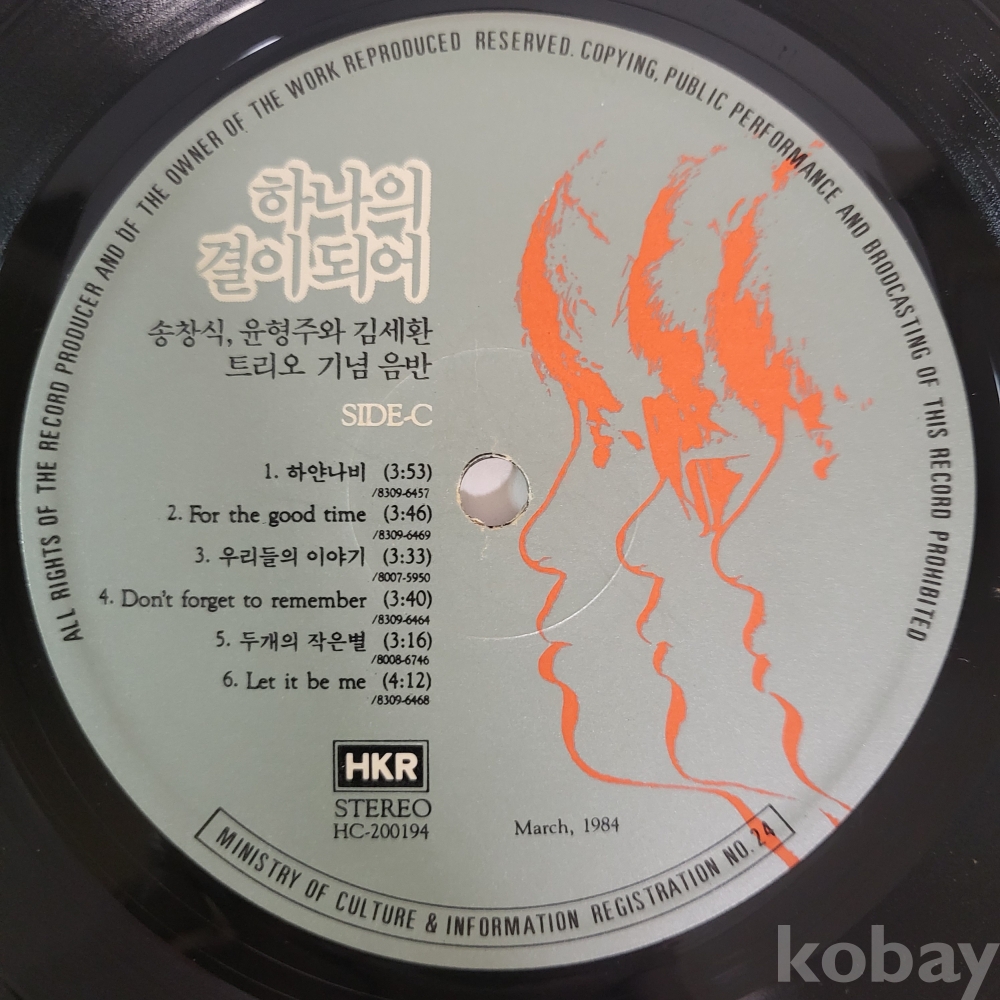 ALL RIGHTS OF THE RECORD PRODUCER AND OF THE OWNER OF THE WORK REPRODUCED RESERVED. COPYING, PUBLIC PERFORMANCE AND BRODCASTING OF THIS RECORD PROHIBITED
하나의
결이되어
송창식, 윤형주와 김세환
트리오 기념 음반
SIDE-C
1. 하얀나비 (3:53)
/8309-6457
2. For the good time (3:46)
/8309-6469
3. 우리들의 이야기 (3:33)
/8007-5950
4. Don't forget to remember (3:40)
/8309-6464
5. 두개의 작은별 (3:16)
/8008-6746
6. Let it be me (4:12)
/8309-6468
HKR
STEREO
HC-200194
March, 1984
MINISTRY OF CULTURE & INFORMATION REGISTRATION NO. 24
kobay